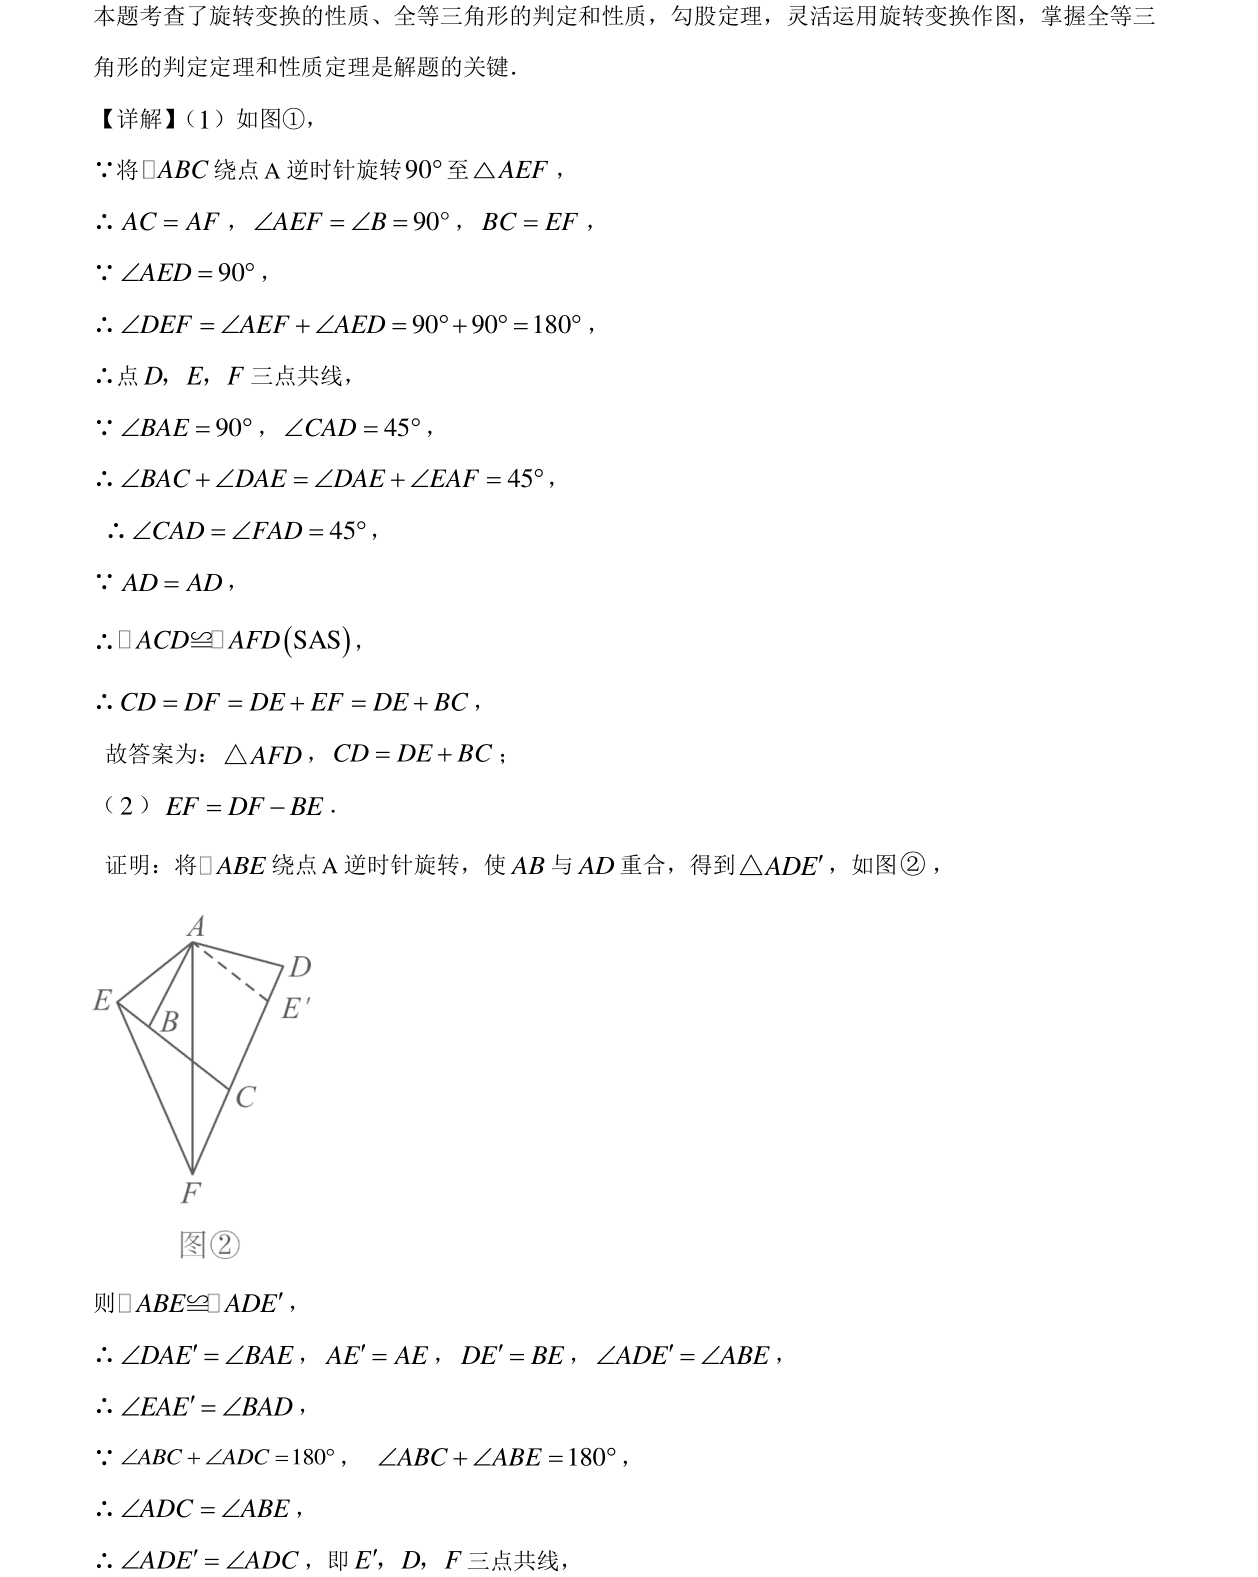 本题考查了旋转变换的性质、全等三角形的判定和性质，勾股定理，灵活运用旋转变换作图，掌握全等三
角形的判定定理和性质定理是解题的关键．
【详解】（1）如图①，
∵将□ABC绕点A逆时针旋转90°至△AEF，
∴AC=AF，∠AEF=∠B=90°，BC=EF，
∵∠AED=90°，
∴∠DEF=∠AEF+∠AED=90°+90°=180°，
∴点D，E，F三点共线，
∵∠BAE=90°，∠CAD=45°，
∴∠BAC+∠DAE=∠DAE+∠EAF=45°，
∴∠CAD=∠FAD=45°，
∵AD=AD，
∴□ACD≌□AFD(SAS)，
∴CD=DF=DE+EF=DE+BC，
故答案为：△AFD，CD=DE+BC；
（2）EF=DF−BE．
证明：将□ABE绕点A逆时针旋转，使AB与AD重合，得到△ADE′，如图②，
A
D
E
E′
B
C
F
图②
则□ABE≌□ADE′，
∴∠DAE′=∠BAE，AE′=AE，DE′=BE，∠ADE′=∠ABE，
∴∠EAE′=∠BAD，
∵∠ABC+∠ADC=180°，∠ABC+∠ABE=180°，
∴∠ADC=∠ABE，
∴∠ADE′=∠ADC，即E′，D，F三点共线，